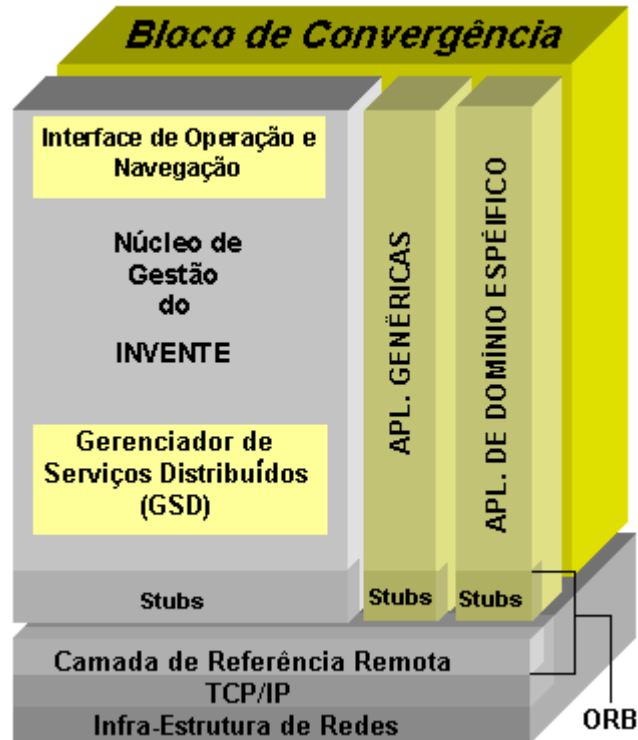 Bloco de Convergência
Interface de Operação e
Navegação
Núcleo de
Gestão
do
INVENTE
Gerenciador de
Serviços Distribuídos
(GSD)
Stubs
APL. GENÉRICAS
Stubs
APL. DE DOMÍNIO ESPÉIFICO
Stubs
Camada de Referência Remota
TCP/IP
Infra-Estrutura de Redes
ORB